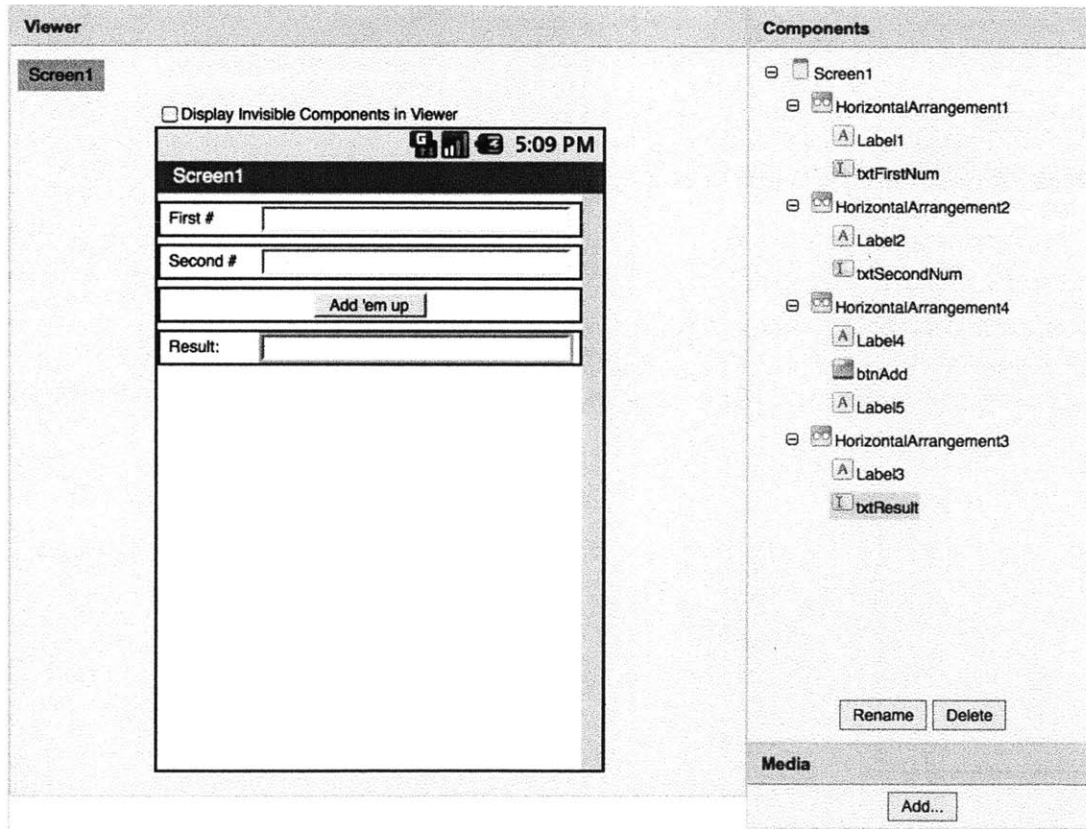 Viewer
Screen1
Display Invisible Components in Viewer
5:09 PM
Screen1
First #
Second #
Add 'em up
Result:
Components
Screen1
HorizontalArrangement1
A Label1
txtFirstNum
HorizontalArrangement2
A Label2
txtSecondNum
HorizontalArrangement4
A Label4
btnAdd
A Label5
HorizontalArrangement3
A Label3
txtResult
Rename Delete
Media
Add...